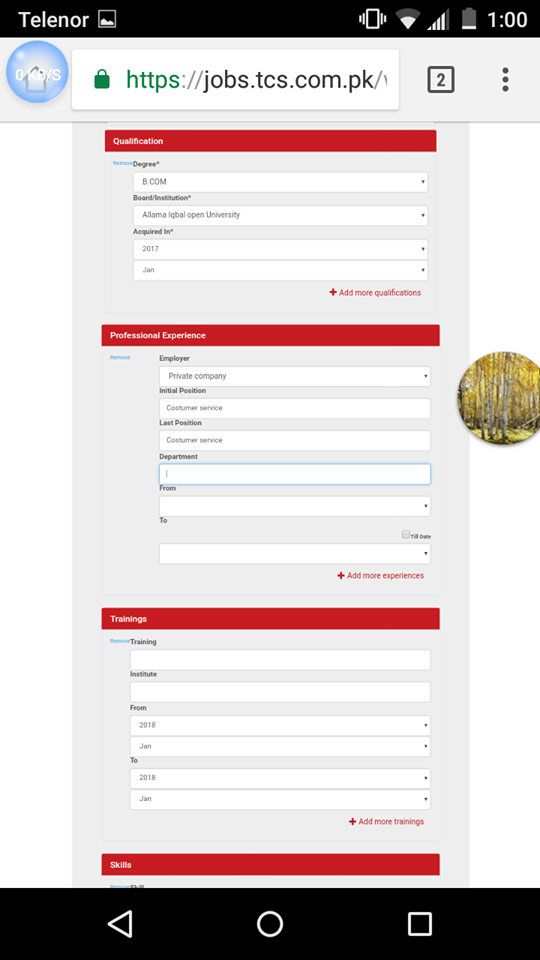 Telenor 1:00
0 KB/S https://jobs.tcs.com.pk/ 2
Qualification
Remove Degree*
B.COM
Board/Institution*
Allama Iqbal open University
Acquired In*
2017
Jan
+ Add more qualifications
Professional Experience
Remove Employer
Private company
Initial Position
Costumer service
Last Position
Costumer service
Department
From
To
Till Date
+ Add more experiences
Trainings
Remove Training
Institute
From
2018
Jan
To
2018
Jan
+ Add more trainings
Skills
Remove Skill